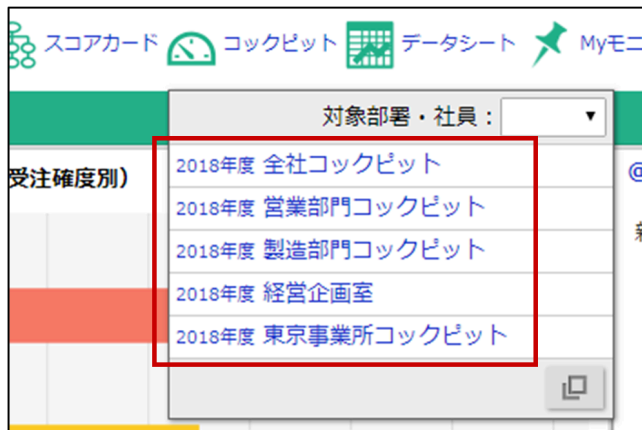 スコアカード コックピット データシート Myモニ
対象部署・社員：
受注確度別）
2018年度 全社コックピット
2018年度 営業部門コックピット
2018年度 製造部門コックピット
2018年度 経営企画室
2018年度 東京事業所コックピット
@